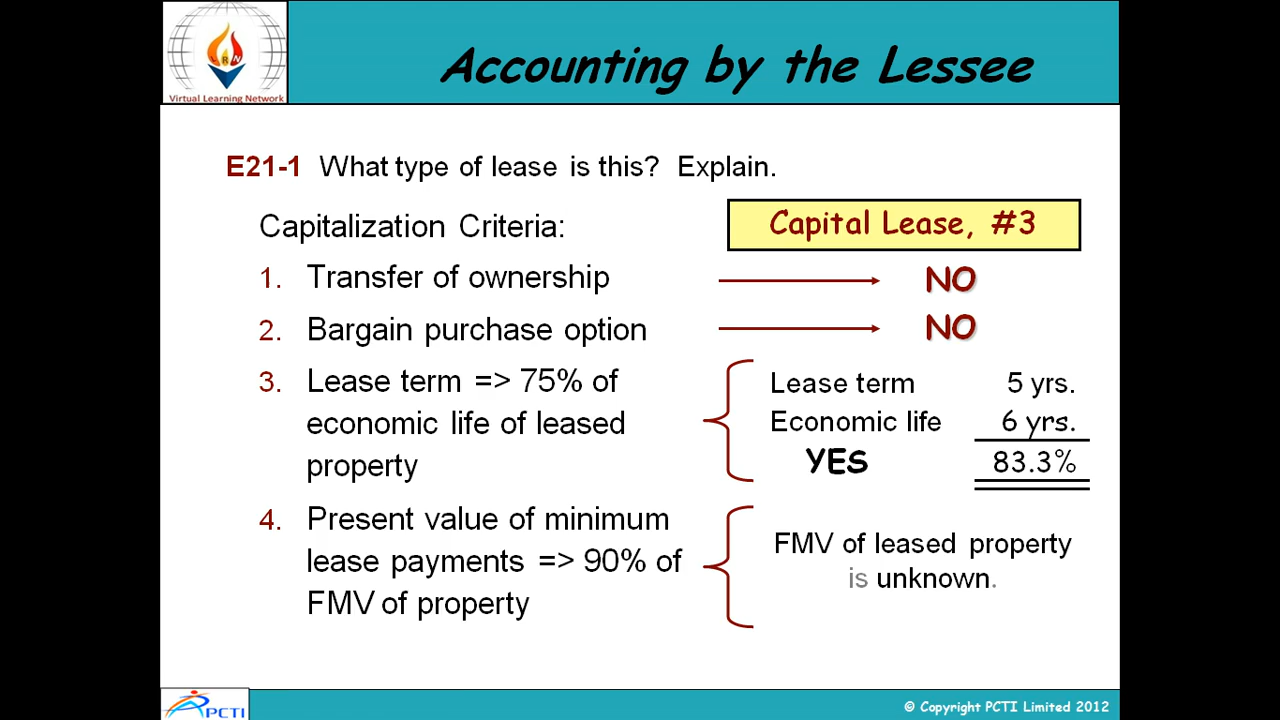 Accounting by the Lessee
LRN
Virtual Learning Network
E21-1 What type of lease is this? Explain.
Capitalization Criteria:
Capital Lease, #3
1. Transfer of ownership
NO
2. Bargain purchase option
NO
3. Lease term => 75% of
economic life of leased
property
Lease term 5 yrs.
Economic life 6 yrs.
YES 83.3%
4. Present value of minimum
lease payments => 90% of
FMV of property
FMV of leased property
is unknown.
PCTI
© Copyright PCTI Limited 2012